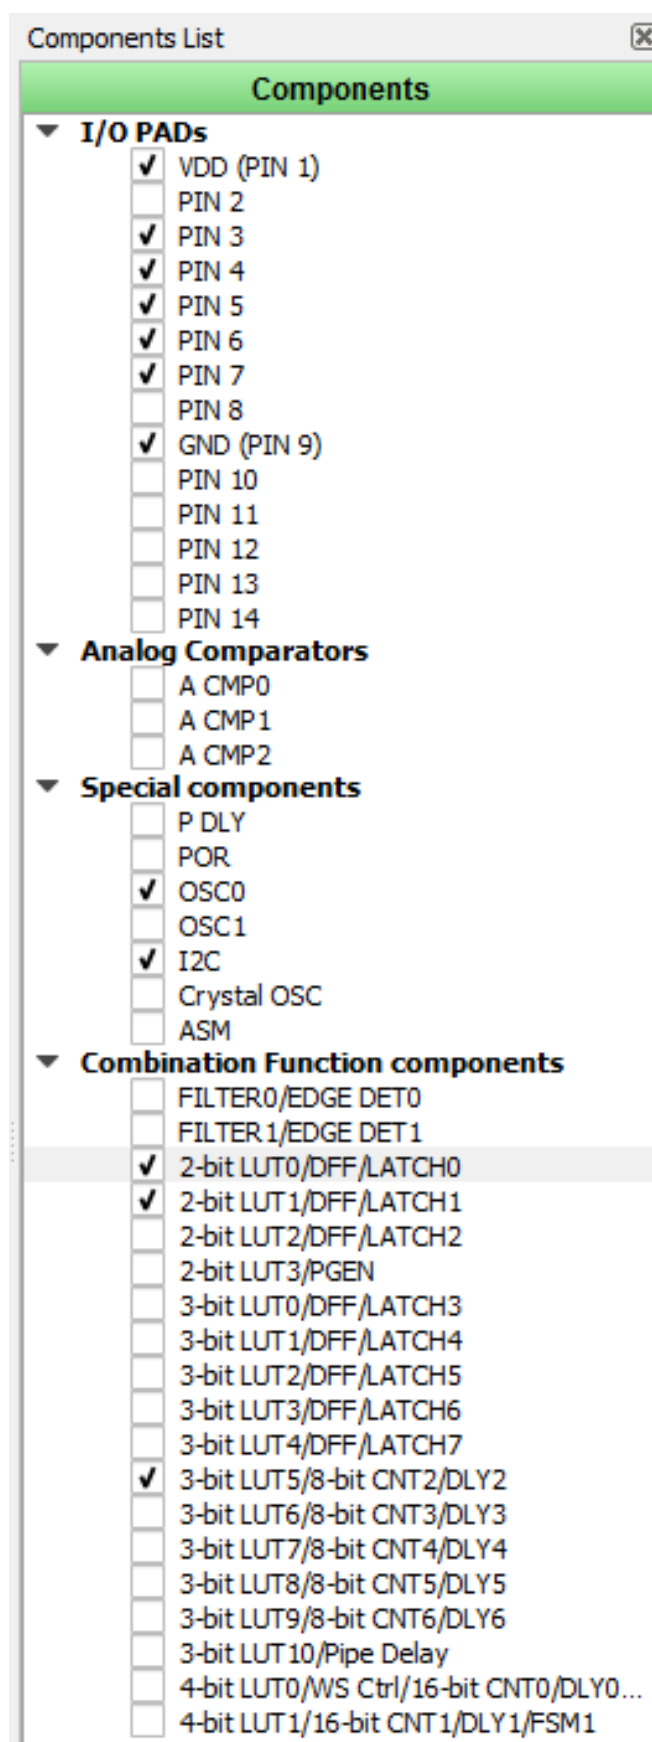 Components List
Components
I/O PADs
VDD (PIN 1)
PIN 2
PIN 3
PIN 4
PIN 5
PIN 6
PIN 7
PIN 8
GND (PIN 9)
PIN 10
PIN 11
PIN 12
PIN 13
PIN 14
Analog Comparators
A CMP0
A CMP1
A CMP2
Special components
P DLY
POR
OSC0
OSC1
I2C
Crystal OSC
ASM
Combination Function components
FILTER0/EDGE DET0
FILTER1/EDGE DET1
2-bit LUT0/DFF/LATCH0
2-bit LUT1/DFF/LATCH1
2-bit LUT2/DFF/LATCH2
2-bit LUT3/PGEN
3-bit LUT0/DFF/LATCH3
3-bit LUT1/DFF/LATCH4
3-bit LUT2/DFF/LATCH5
3-bit LUT3/DFF/LATCH6
3-bit LUT4/DFF/LATCH7
3-bit LUT5/8-bit CNT2/DLY2
3-bit LUT6/8-bit CNT3/DLY3
3-bit LUT7/8-bit CNT4/DLY4
3-bit LUT8/8-bit CNT5/DLY5
3-bit LUT9/8-bit CNT6/DLY6
3-bit LUT10/Pipe Delay
4-bit LUT0/WS Ctrl/16-bit CNT0/DLY0...
4-bit LUT1/16-bit CNT1/DLY1/FSM1